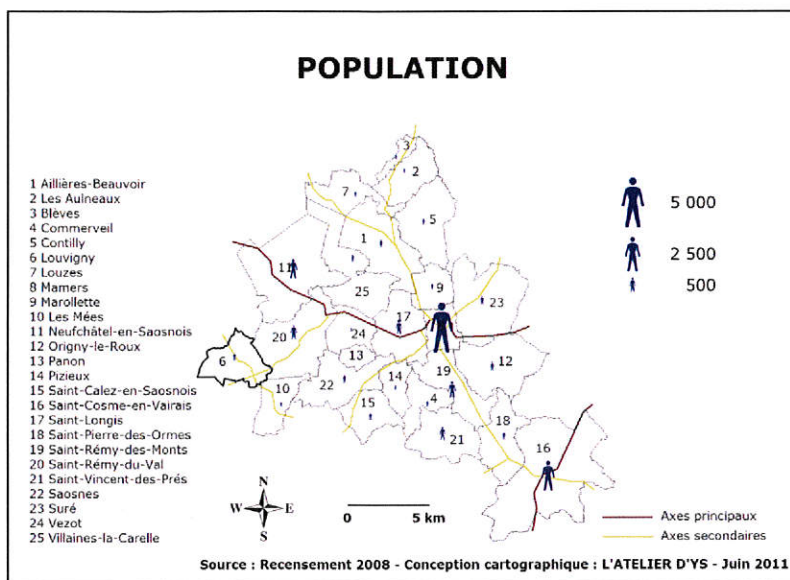 POPULATION
1 Aillières-Beauvoir
2 Les Aulneaux
3 Blèves
4 Commerveil
5 Contilly
6 Louvigny
7 Louzes
8 Mamers
9 Marollette
10 Les Mées
11 Neufchâtel-en-Saosnois
12 Origny-le-Roux
13 Panon
14 Pizieux
15 Saint-Calez-en-Saosnois
16 Saint-Cosme-en-Vairais
17 Saint-Longis
18 Saint-Pierre-des-Ormes
19 Saint-Rémy-des-Monts
20 Saint-Rémy-du-Val
21 Saint-Vincent-des-Prés
22 Saosnes
23 Suré
24 Vezot
25 Villaines-la-Carelle
3
2
7
5
1
11
25
9
23
17
20
24
6
13
19
12
22
14
10
15
4
21
18
16
5 000
2 500
500
N
W E
S
0 5 km
Axes principaux
Axes secondaires
Source : Recensement 2008 - Conception cartographique : L'ATELIER D'YS - Juin 2011